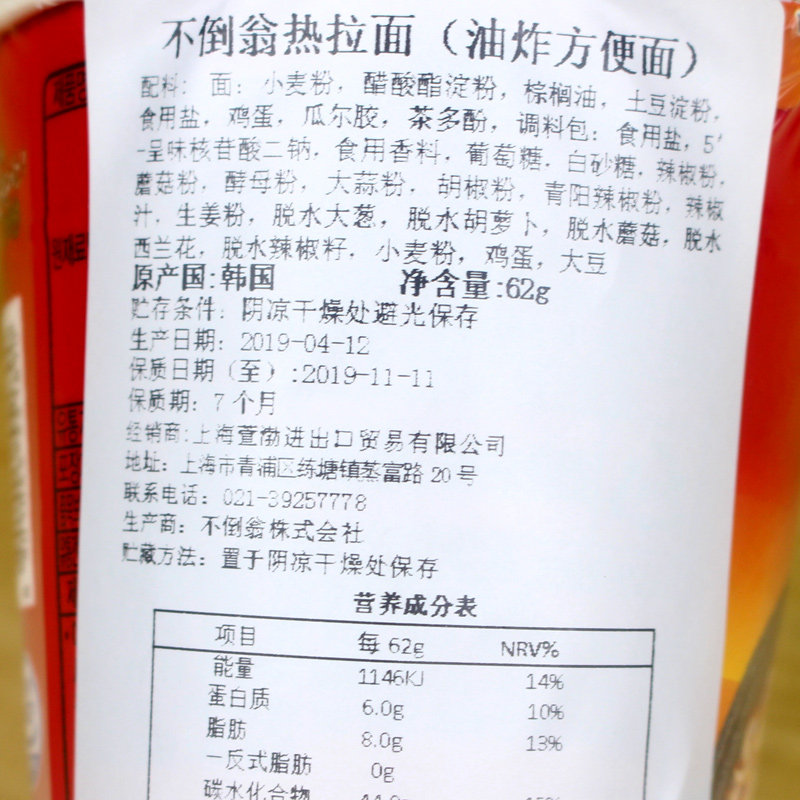 不倒翁热拉面（油炸方便面）
配料：面：小麦粉，醋酸酯淀粉，棕榈油，土豆淀粉，
食用盐，鸡蛋，瓜尔胶，茶多酚，调料包：食用盐，5'
-呈味核苷酸二钠．食用香料，葡萄糖．白砂糖，辣椒粉，
蘑菇粉，酵母粉，大蒜粉，胡椒粉，青阳辣椒粉，辣椒
汁．生姜粉，脱水大葱，脱水胡萝卜，脱水蘑菇，脱水
西兰花，脱水辣椒籽．小麦粉，鸡蛋，大豆
原产国:韩国 净含量:62g
贮存条件：阴凉干燥处避光保存
生产日期：2019-04-12
保质日期（至）:2019-11-11
保质期：7个月
经销商:上海萱渤进出口贸易有限公司
地址：上海市青浦区练塘镇蒸富路20号
联系电话：021-39257778
生产商：不倒翁株式会社
贮藏方法：置于阴凉干燥处保存
营养成分表
项目 每 62g NRV%
能量 1146KJ 14%
蛋白质 6.0g 10%
脂肪 8.0g 13%
－反式脂肪 0g
碳水化合物